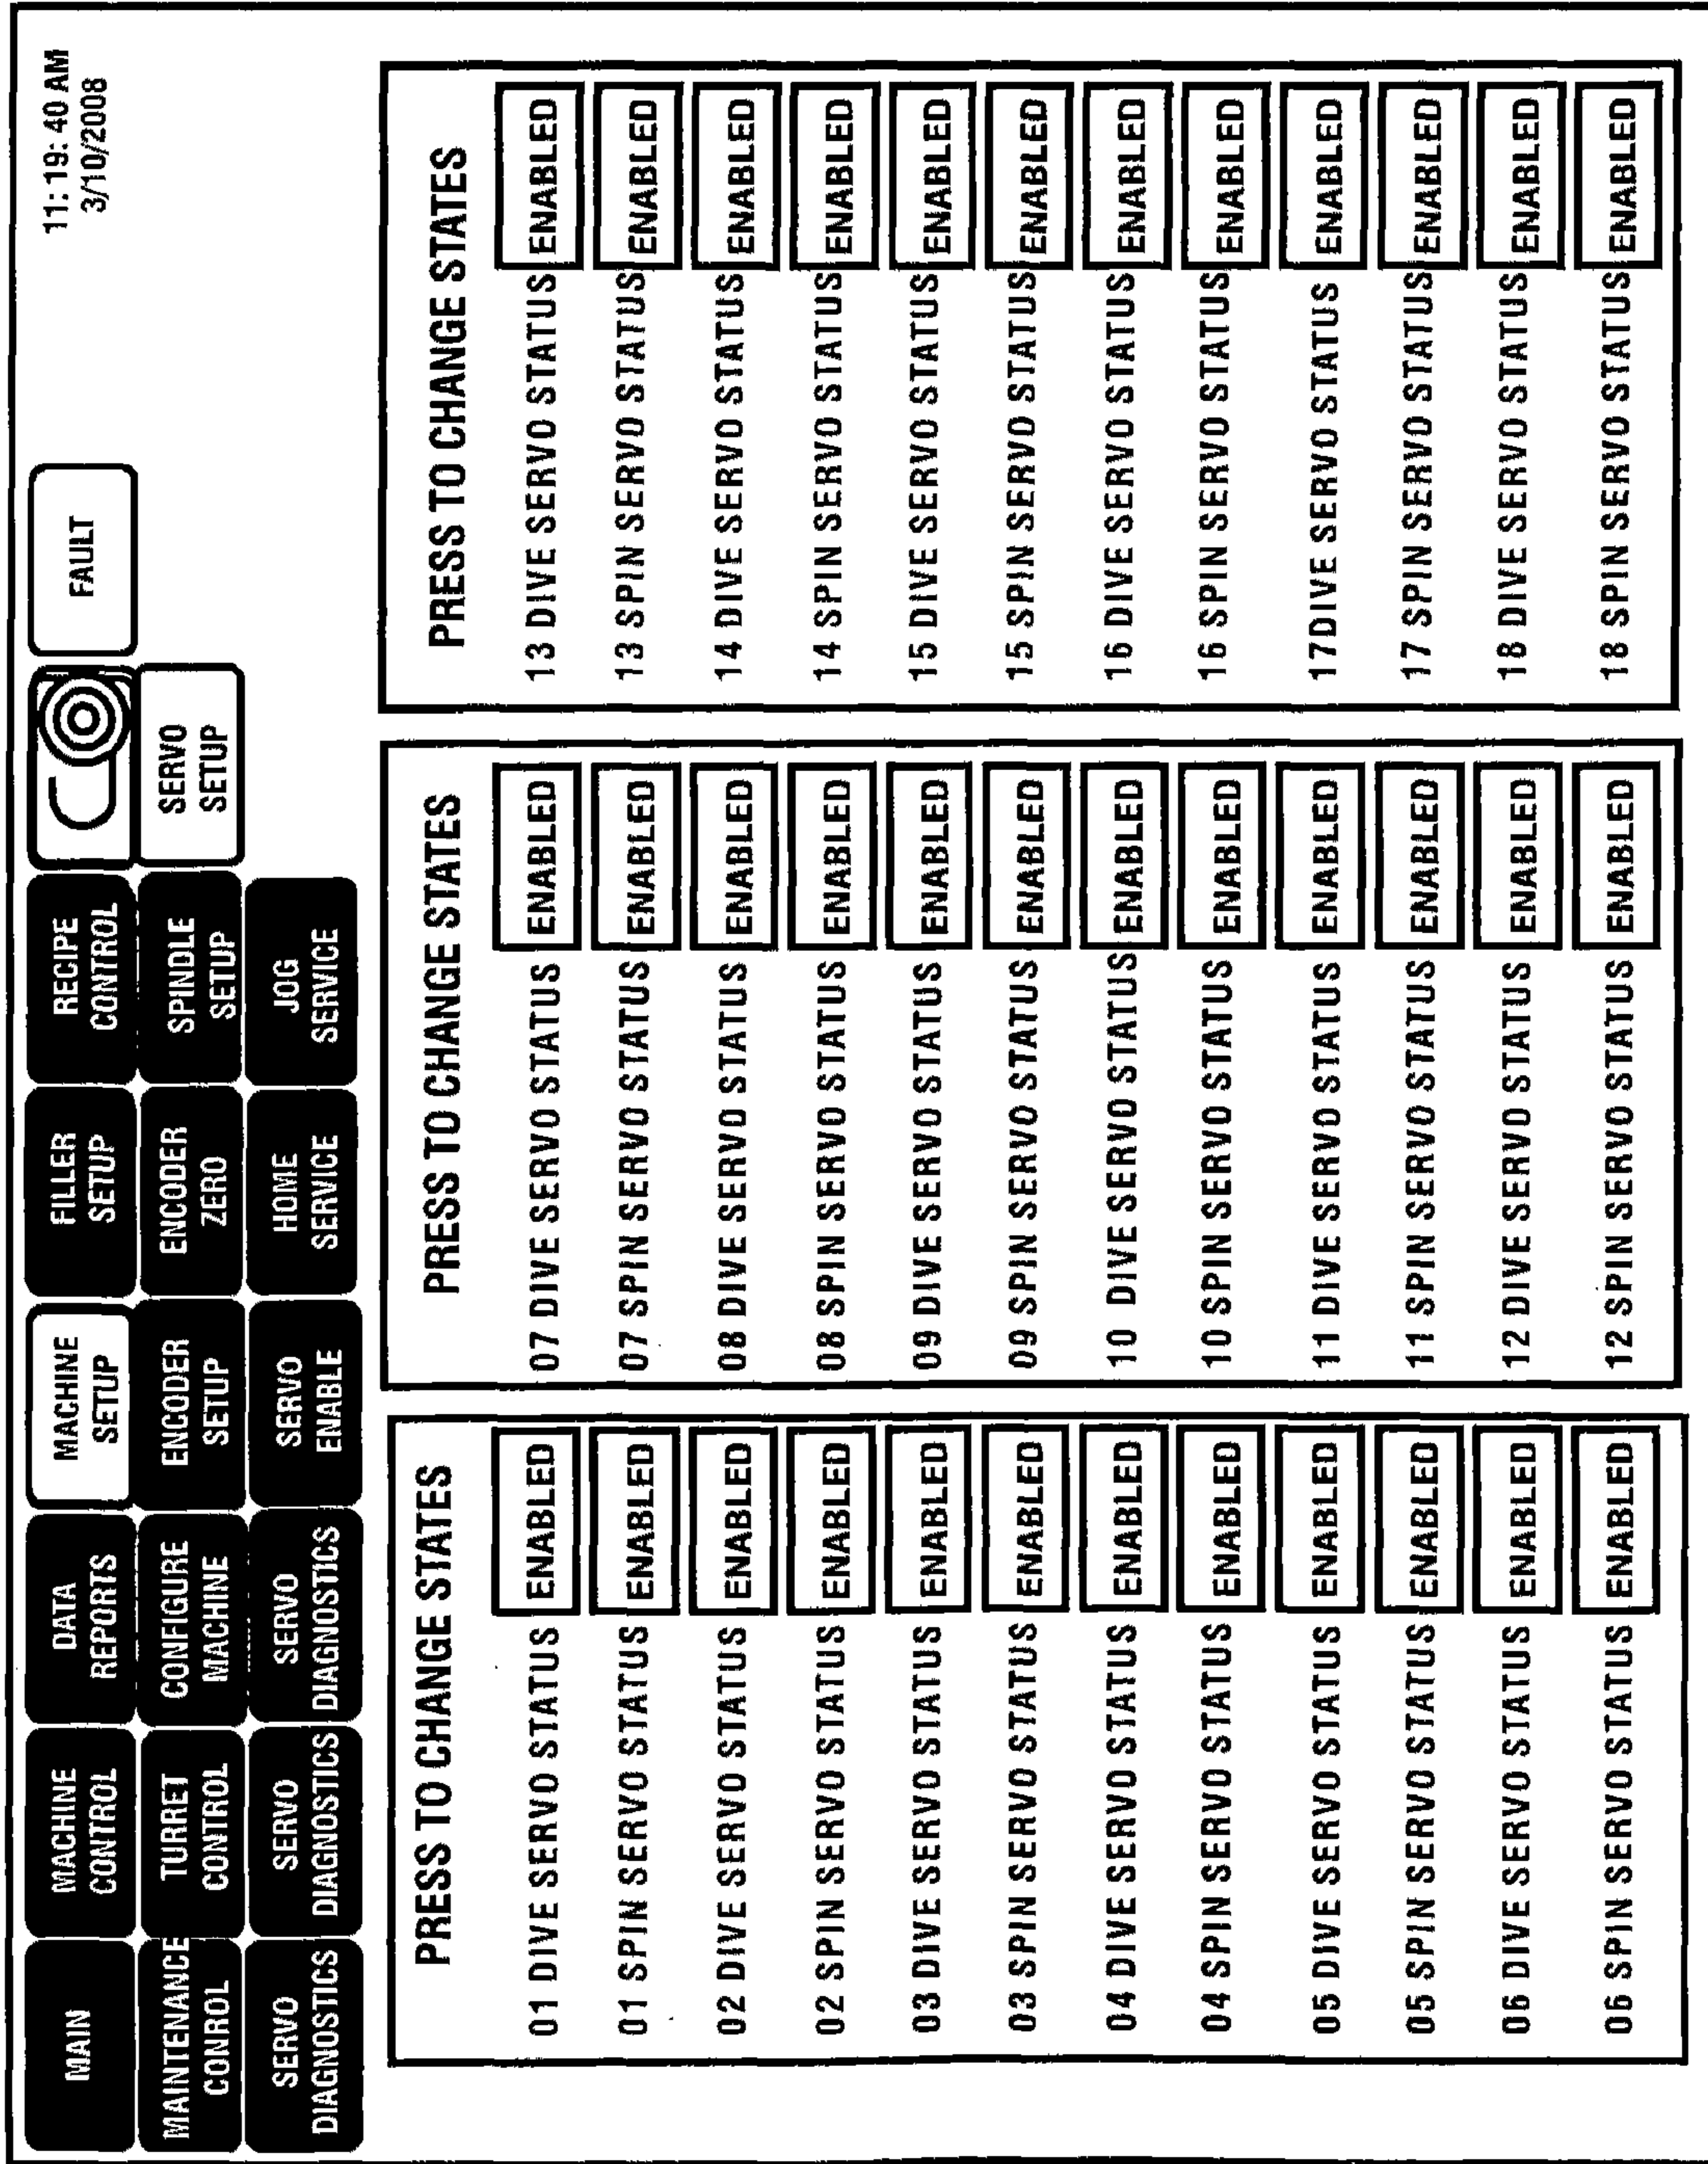 MAIN
MACHINE
CONTROL
DATA
REPORTS
MACHINE
SETUP
FILLER
SETUP
RECIPE
CONTROL
FAULT
11: 19: 40 AM
3/10/2008
MAINTENANCE
CONROL
TURRET
CONTROL
CONFIGURE
MACHINE
ENCODER
SETUP
ENCODER
ZERO
SPINDLE
SETUP
SERVO
SETUP
SERVO
DIAGNOSTICS
SERVO
DIAGNOSTICS
SERVO
DIAGNOSTICS
SERVO
ENABLE
HOME
SERVICE
JOG
SERVICE
PRESS TO CHANGE STATES
01 DIVE SERVO STATUS ENABLED
01 SPIN SERVO STATUS ENABLED
02 DIVE SERVO STATUS ENABLED
02 SPIN SERVO STATUS ENABLED
03 DIVE SERVO STATUS ENABLED
03 SPIN SERVO STATUS ENABLED
04 DIVE SERVO STATUS ENABLED
04 SPIN SERVO STATUS ENABLED
05 DIVE SERVO STATUS ENABLED
05 SPIN SERVO STATUS ENABLED
06 DIVE SERVO STATUS ENABLED
06 SPIN SERVO STATUS ENABLED
PRESS TO CHANGE STATES
07 DIVE SERVO STATUS ENABLED
07 SPIN SERVO STATUS ENABLED
08 DIVE SERVO STATUS ENABLED
08 SPIN SERVO STATUS ENABLED
09 DIVE SERVO STATUS ENABLED
09 SPIN SERVO STATUS ENABLED
10 DIVE SERVO STATUS ENABLED
10 SPIN SERVO STATUS ENABLED
11 DIVE SERVO STATUS ENABLED
11 SPIN SERVO STATUS ENABLED
12 DIVE SERVO STATUS ENABLED
12 SPIN SERVO STATUS ENABLED
PRESS TO CHANGE STATES
13 DIVE SERVO STATUS ENABLED
13 SPIN SERVO STATUS ENABLED
14 DIVE SERVO STATUS ENABLED
14 SPIN SERVO STATUS ENABLED
15 DIVE SERVO STATUS ENABLED
15 SPIN SERVO STATUS ENABLED
16 DIVE SERVO STATUS ENABLED
16 SPIN SERVO STATUS ENABLED
17DIVE SERVO STATUS ENABLED
17 SPIN SERVO STATUS ENABLED
18 DIVE SERVO STATUS ENABLED
18 SPIN SERVO STATUS ENABLED